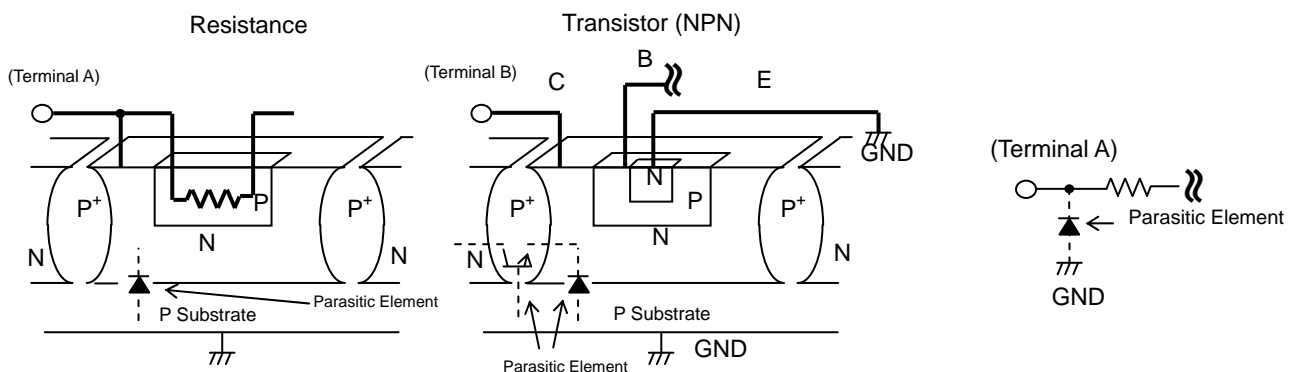 Resistance
(Terminal A)
P+
P
P+
N
N
N
Parasitic Element
P Substrate
Transistor (NPN)
(Terminal B)
C
B
E
GND
N
P+
P
P+
N
N
N
P Substrate
GND
Parasitic Element
(Terminal A)
Parasitic Element
GND